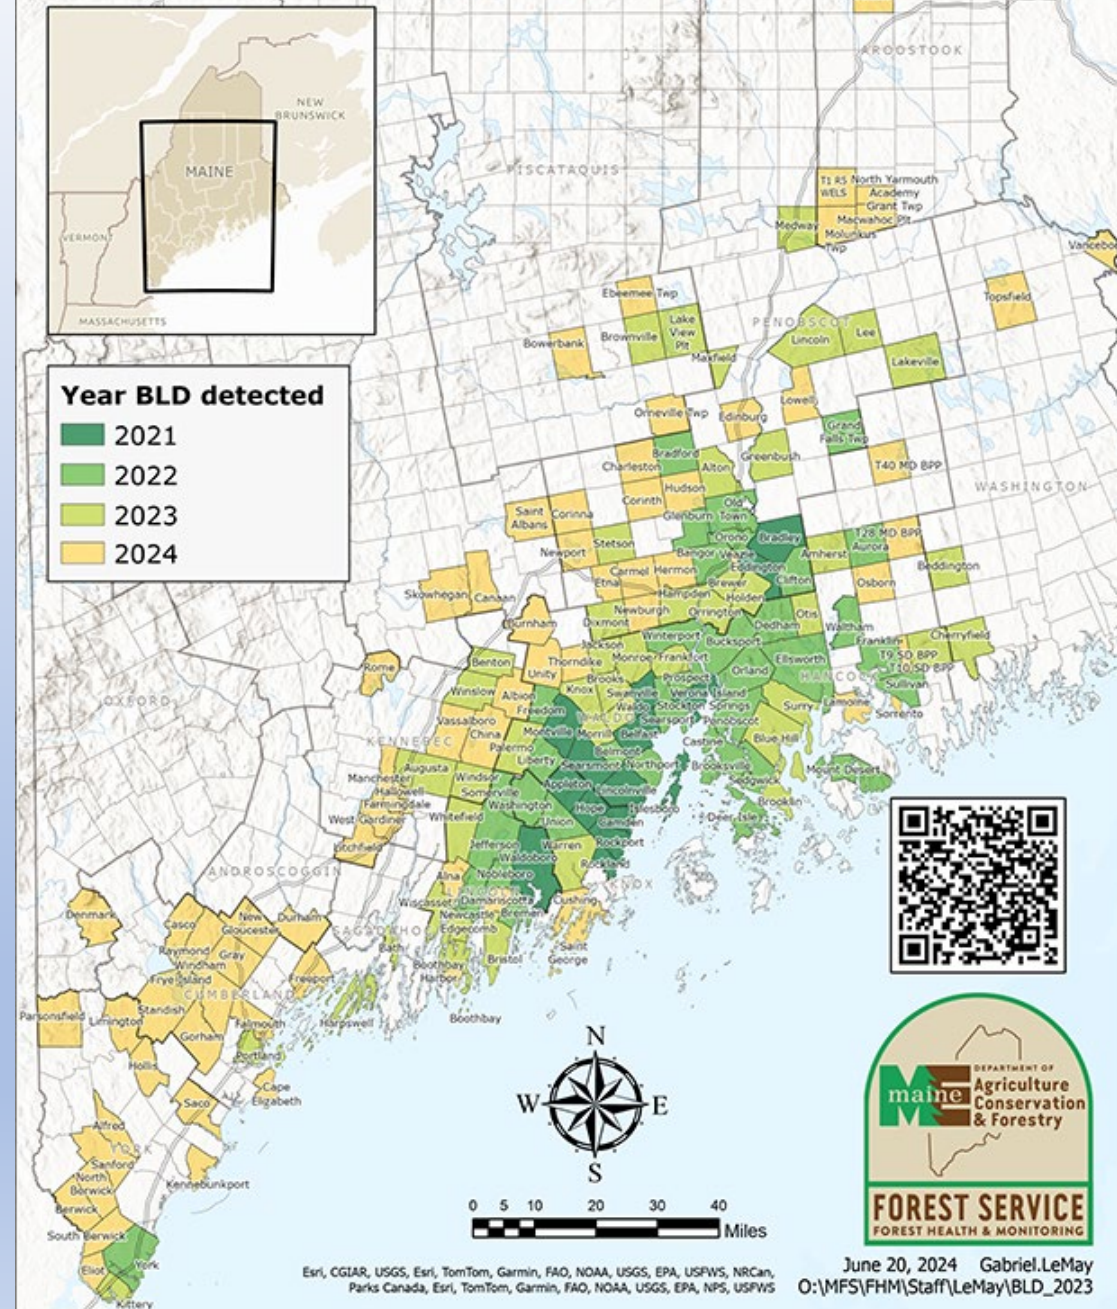 NEW
BRUNSWICK
MAINE
VERMONT
MASSACHUSETTS
AROOSTOOK
PISCATAQUIS
T1 R5 North Yarmouth
WELS Academy
Grant Twp
Macwahoc Plt
Medway
Molunkus
Twp
Topsfield
Ebeemee Twp
PENOBSCOT
Lake
View
Plt
Brownville
Bowerbank
Maxfield
Lincoln
Lee
Lakeville
Year BLD detected
2021
2022
2023
2024
Lowell
Orneville Twp
Edinburg
Grand
Falls Twp
Bradford
Greenbush
Charleston
Alton
T40 MD BPP
WASHINGTON
Hudson
Corinth
Saint
Albans
Corinna
Old
Town
Glenburn
Stetson
Orono
Bradley
T28 MD BPP
Aurora
Newport
Bangor
Veazie
Amherst
Eddington
Beddington
Carmel
Hermon
Etna
Brewer
Clifton
Osborn
Skowhegan
Canaan
Hampden
Holden
Newburgh
Orrington
Otis
Burnham
Dixmont
Dedham
Waltham
Winterport
Bucksport
Franklin
Cherryfield
Jackson
T9 SD BPP
T10 SD BPP
Benton
Thorndike
Monroe
Frankfort
Ellsworth
Rome
Unity
Brooks
Prospect
Orland
HANCOCK
Sullivan
Winslow
Albion
Knox
Swanville
Verona Island
OXFORD
Freedom
Waldo
Stockton Springs
Surry
Lamoine
Sorrento
Vassalboro
WALDO
Searsport
Penobscot
China
Montville
Morrill
Belfast
KENNEBEC
Palermo
Belmont
Castine
Blue Hill
Liberty
Searsmont
Northport
Brooksville
Augusta
Windsor
Mount Desert
Manchester
Sedgwick
Hallowell
Somerville
Appleton
Lincolnville
Farmingdale
Washington
Hope
Islesboro
Brooklin
West Gardiner
Whitefield
Union
Camden
Deer Isle
Litchfield
Jefferson
Warren
Rockport
Waldoboro
Rockland
ANDROSCOGGIN
Alna
Nobleboro
KNOX
LINCOLN
Wiscasset
Damariscotta
Cushing
Denmark
Newcastle
Bremen
New
Gloucester
Durham
Casco
SAGADAHOC
Edgecomb
Raymond
Gray
Bath
Bristol
Saint
George
Windham
Boothbay
Harbor
Frye Island
Freeport
CUMBERLAND
Parsonsfield
Limington
Standish
Falmouth
Harpswell
Boothbay
Gorham
Portland
Hollis
Cape
Elizabeth
Saco
Alfred
YORK
Sanford
North
Berwick
Kennebunkport
Berwick
South Berwick
York
Eliot
Kittery
N
W E
S
0 5 10 20 30 40
Miles
DEPARTMENT OF
maine Agriculture
Conservation
& Forestry
FOREST SERVICE
FOREST HEALTH & MONITORING
Esri, CGIAR, USGS, Esri, TomTom, Garmin, FAO, NOAA, USGS, EPA, USFWS, NRCan,
Parks Canada, Esri, TomTom, Garmin, FAO, NOAA, USGS, EPA, NPS, USFWS
June 20, 2024 Gabriel.LeMay
O:\MFS\FHM\Staff\LeMay\BLD_2023